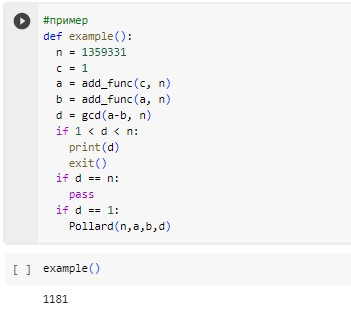 #пример
def example():
  n = 1359331
  c = 1
  a = add_func(c, n)
  b = add_func(a, n)
  d = gcd(a-b, n)
  if 1 < d < n:
    print(d)
    exit()
  if d == n:
    pass
  if d == 1:
    Pollard(n,a,b,d)
[ ] example()
1181